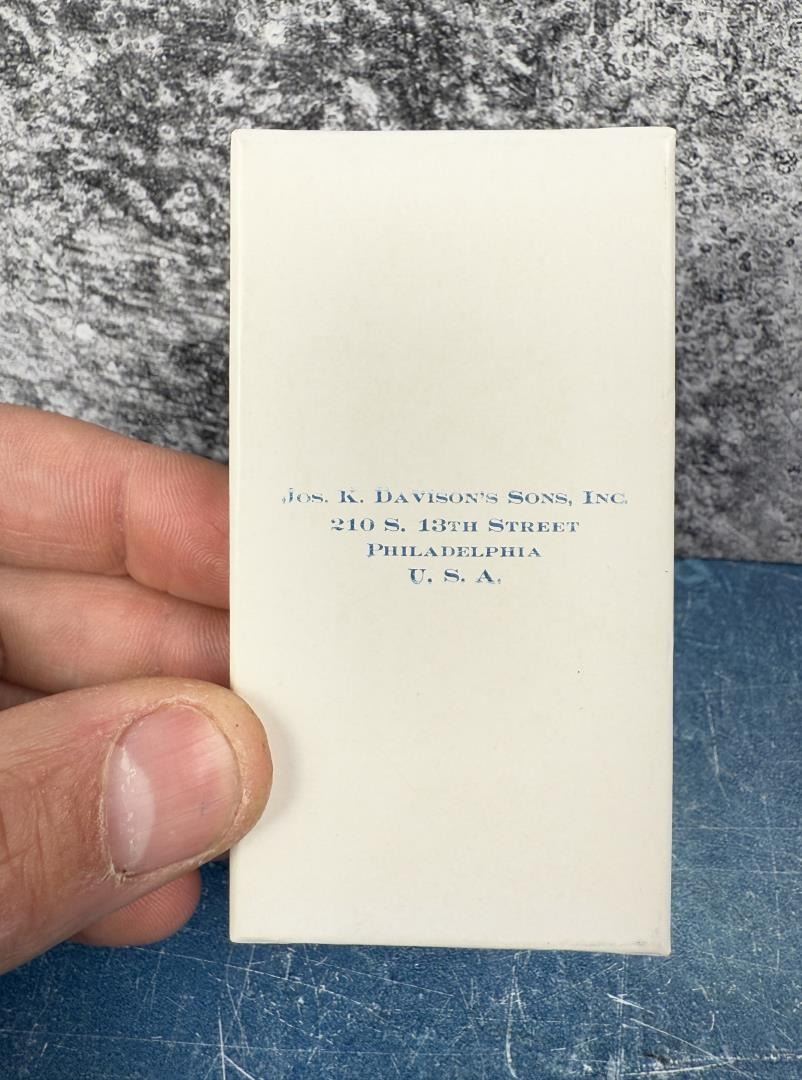 Jos. K. Davison's Sons, Inc.
210 S. 13th Street
Philadelphia
U. S. A.